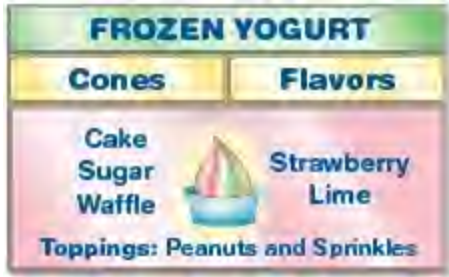 FROZEN YOGURT
Cones
Flavors
Cake
Sugar
Waffle
Strawberry
Lime
Toppings: Peanuts and Sprinkles